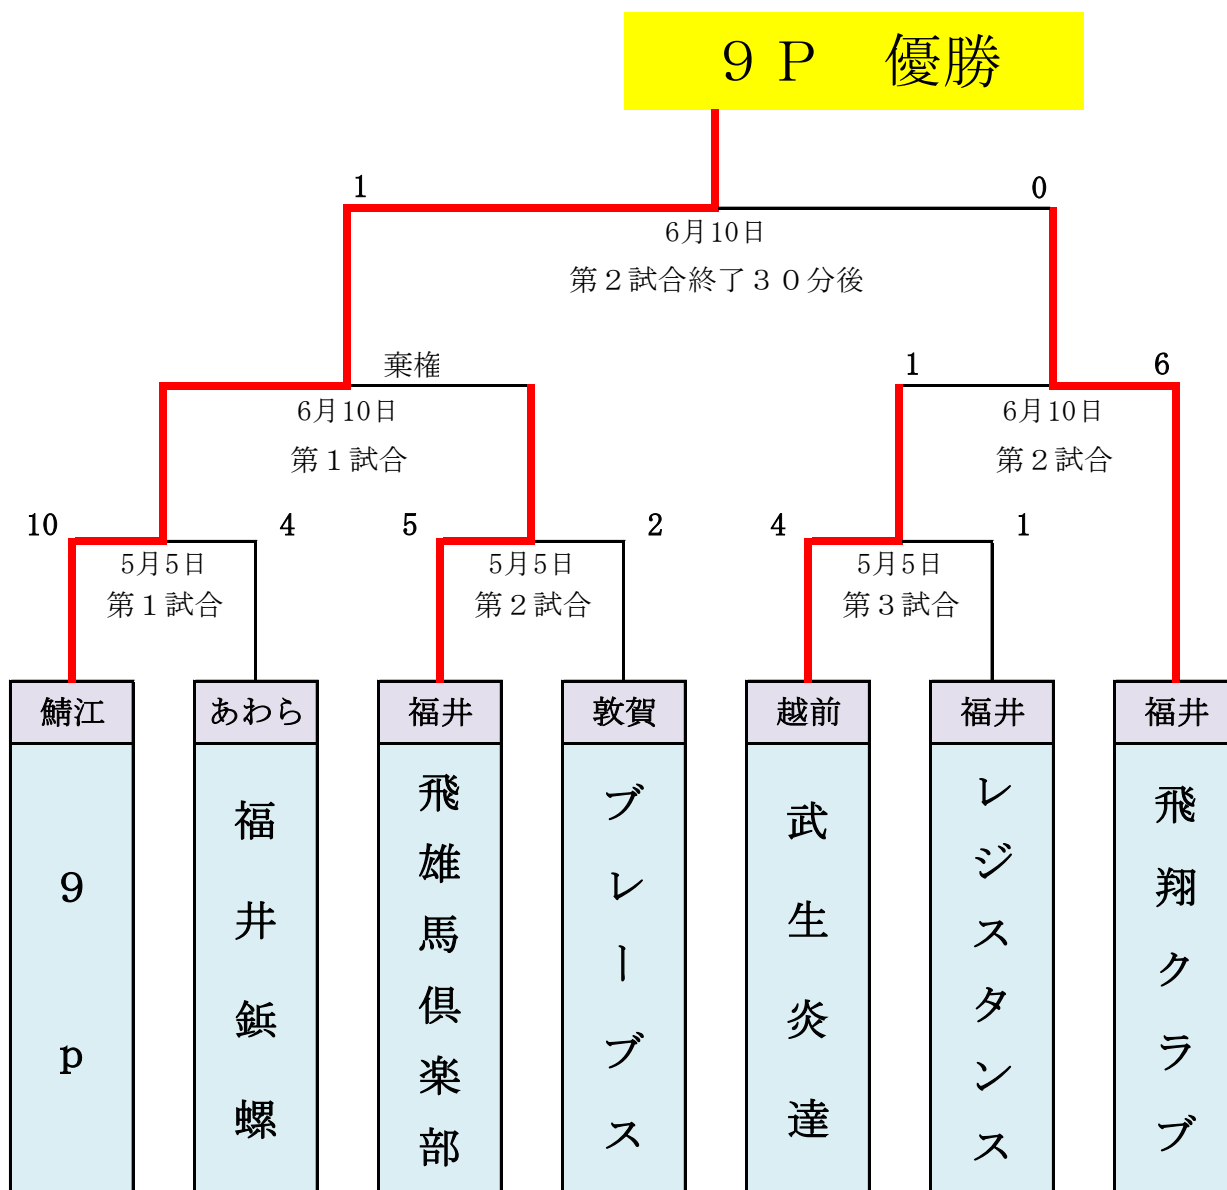 ９Ｐ　優勝
1
0
6月10日
第２試合終了３０分後
棄権
1
6
6月10日
6月10日
第１試合
第２試合
10
4
5
2
4
1
5月5日
5月5日
5月5日
第１試合
第２試合
第３試合
鯖江
あわら
福井
敦賀
越前
福井
福井
９ｐ
福井鋲螺
飛雄馬倶楽部
ブレーブス
武生炎達
レジスタンス
飛翔クラブ